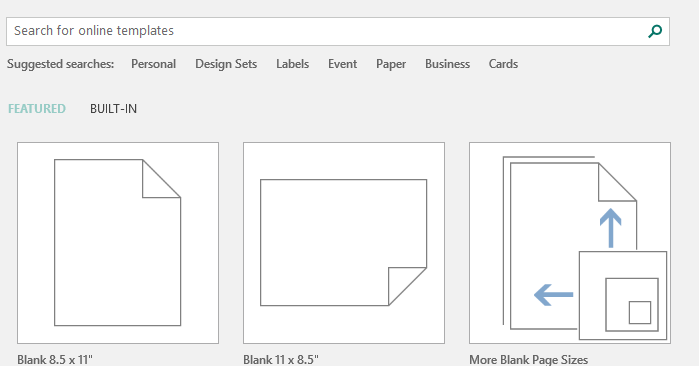 Search for online templates
Suggested searches: Personal Design Sets Labels Event Paper Business Cards
FEATURED BUILT-IN
Blank 8.5 x 11" Blank 11 x 8.5" More Blank Page Sizes